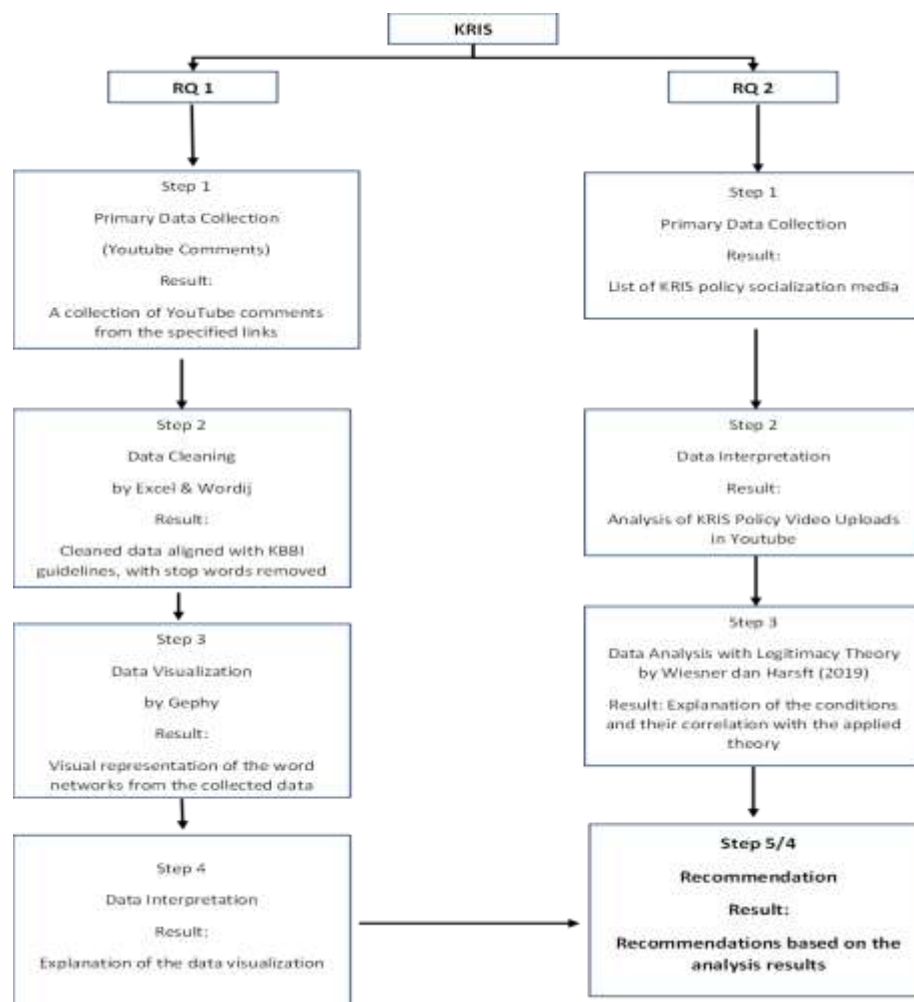 KRIS
RQ 1
RQ 2
Step 1
Primary Data Collection
(Youtube Comments)
Result:
A collection of YouTube comments
from the specified links
Step 2
Data Cleaning
by Excel & Wordij
Result:
Cleaned data aligned with KBBI
guidelines, with stop words removed
Step 3
Data Visualization
by Gephy
Result:
Visual representation of the word
networks from the collected data
Step 4
Data Interpretation
Result:
Explanation of the data visualization
Step 1
Primary Data Collection
Result:
List of KRIS policy socialization media
Step 2
Data Interpretation
Result:
Analysis of KRIS Policy Video Uploads
in Youtube
Step 3
Data Analysis with Legitimacy Theory
by Wiesner dan Harsft (2019)
Result: Explanation of the conditions
and their correlation with the applied
theory
Step 5/4
Recommendation
Result:
Recommendations based on the
analysis results